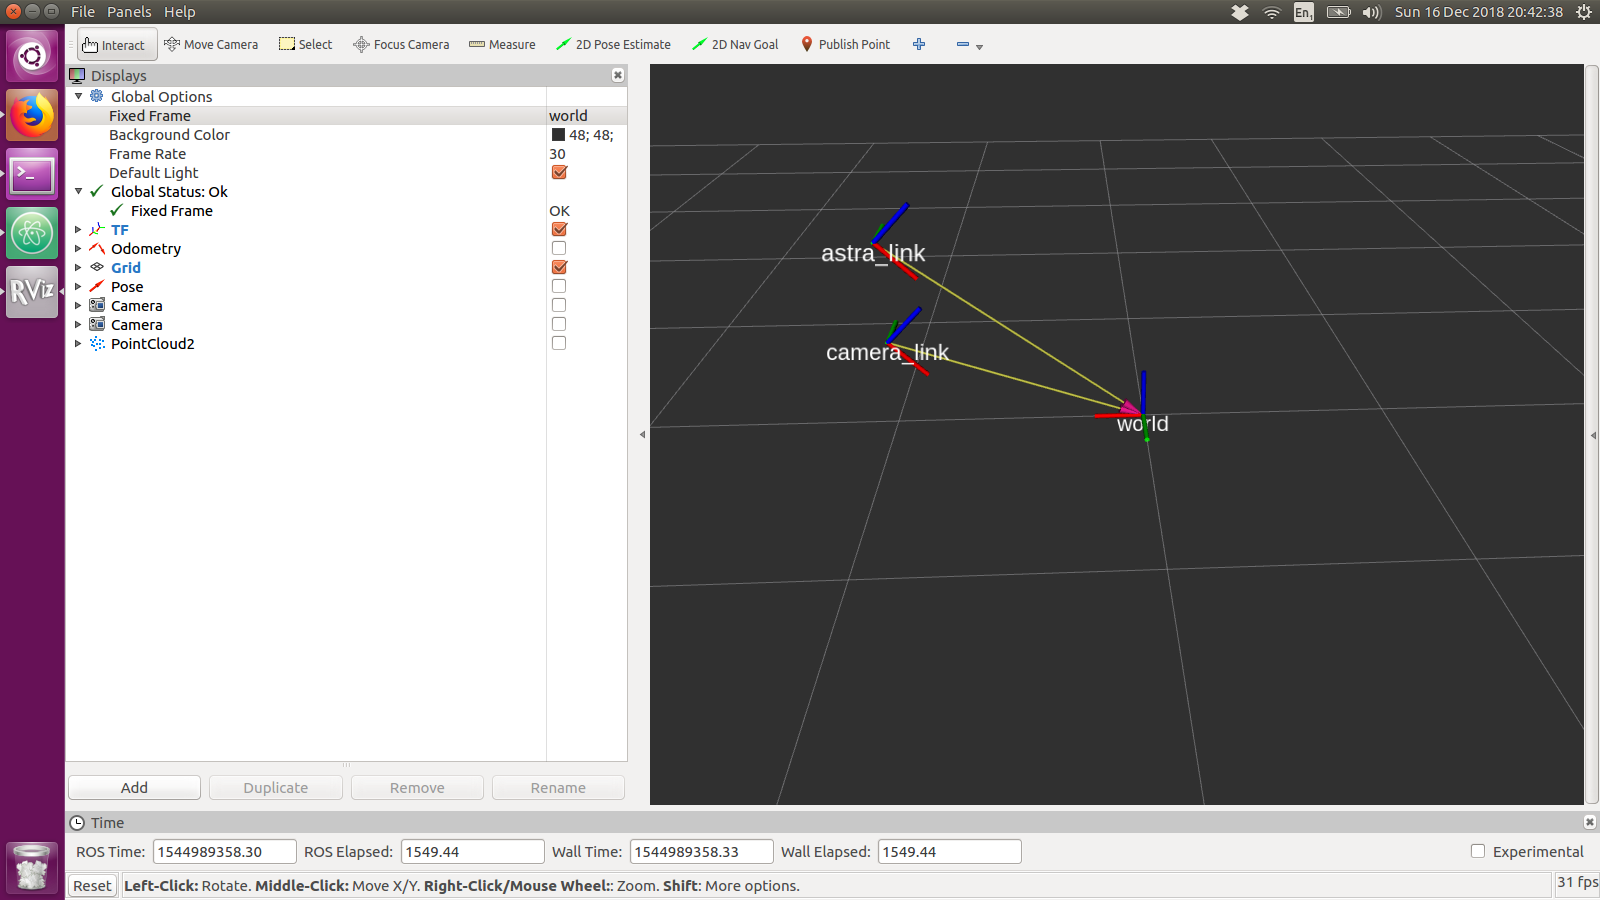 File Panels Help
En1 Sun 16 Dec 2018 20:42:38
Interact Move Camera Select Focus Camera Measure 2D Pose Estimate 2D Nav Goal Publish Point
Displays
Global Options
Fixed Frame world
Background Color 48; 48;
Frame Rate 30
Default Light
Global Status: Ok
Fixed Frame OK
TF
Odometry
Grid
Pose
Camera
Camera
PointCloud2
RViz
astra_link
camera_link
world
Add Duplicate Remove Rename
Time
ROS Time: 1544989358.30 ROS Elapsed: 1549.44 Wall Time: 1544989358.33 Wall Elapsed: 1549.44 Experimental
Reset Left-Click: Rotate. Middle-Click: Move X/Y. Right-Click/Mouse Wheel:: Zoom. Shift: More options. 31 fps